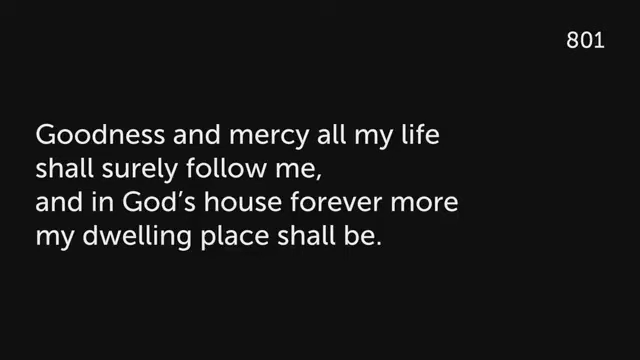 801
Goodness and mercy all my life
shall surely follow me,
and in God’s house forever more
my dwelling place shall be.